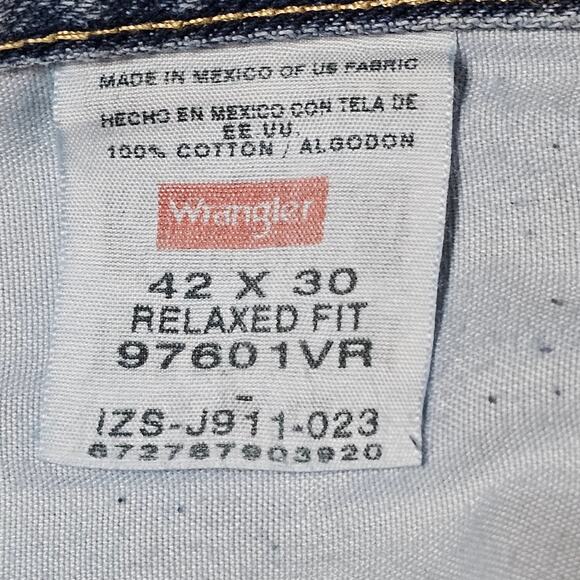 MADE IN MEXICO OF US FABRIC
HECHO EN MEXICO CON TELA DE
EE UU.
100% COTTON / ALGODON
Wrangler
42 X 30
RELAXED FIT
97601VR
IZS-J911-023
872787903920